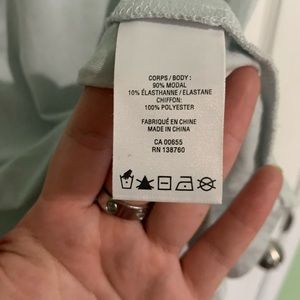 CORPS / BODY :
90% MODAL
10% ÉLASTHANNE / ELASTANE
CHIFFON:
100% POLYESTER
FABRIQUÉ EN CHINE
MADE IN CHINA
CA 00655
RN 138760